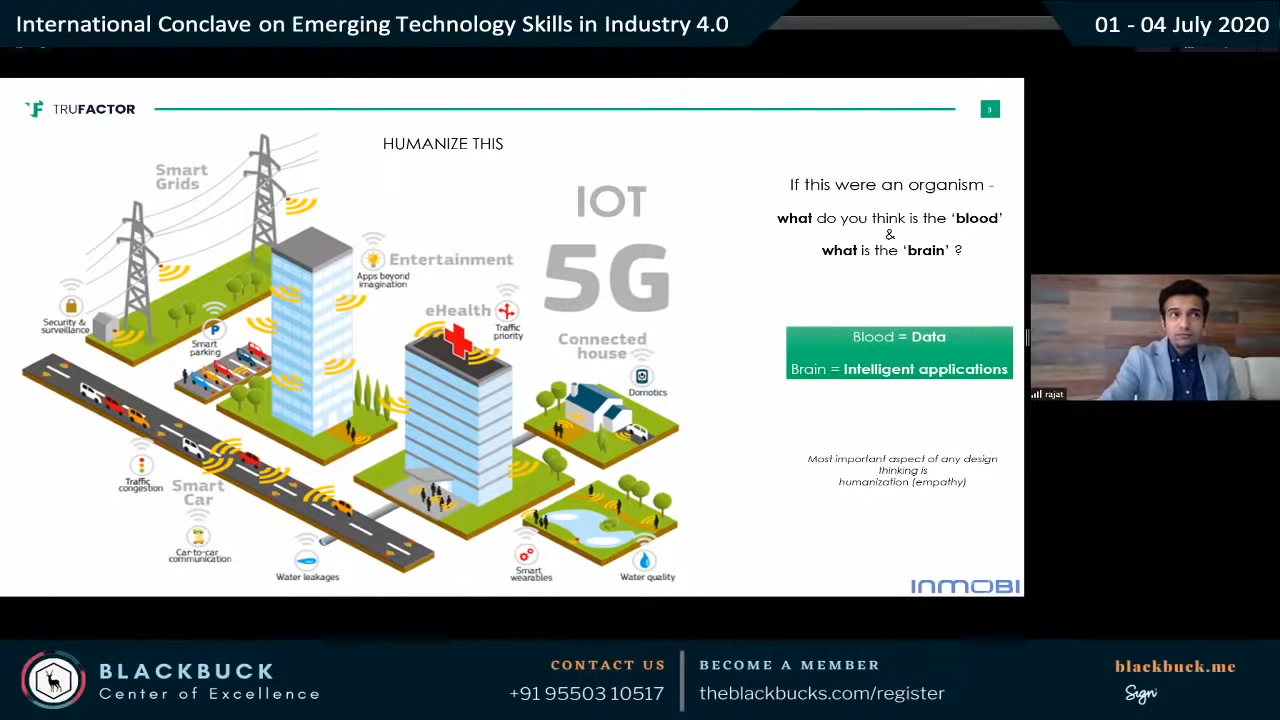 International Conclave on Emerging Technology Skills in Industry 4.0
01 - 04 July 2020
TRUFACTOR
3
HUMANIZE THIS
Smart
Grids
IOT
5G
If this were an organism -
what do you think is the ‘blood’
&
what is the ‘brain’ ?
Entertainment
Apps beyond
imagination
eHealth
Traffic
priority
Security &
surveillance
Smart
parking
P
Connected
house
Domotics
Blood = Data
Brain = Intelligent applications
rajat
Most important aspect of any design
thinking is
humanization (empathy)
Traffic
congestion
Smart
Car
Car-to-car
communication
Water leakages
Smart
wearables
Water quality
INMOBI
BLACKBUCK
Center of Excellence
CONTACT US
+91 95503 10517
BECOME A MEMBER
theblackbucks.com/register
blackbuck.me
Sign